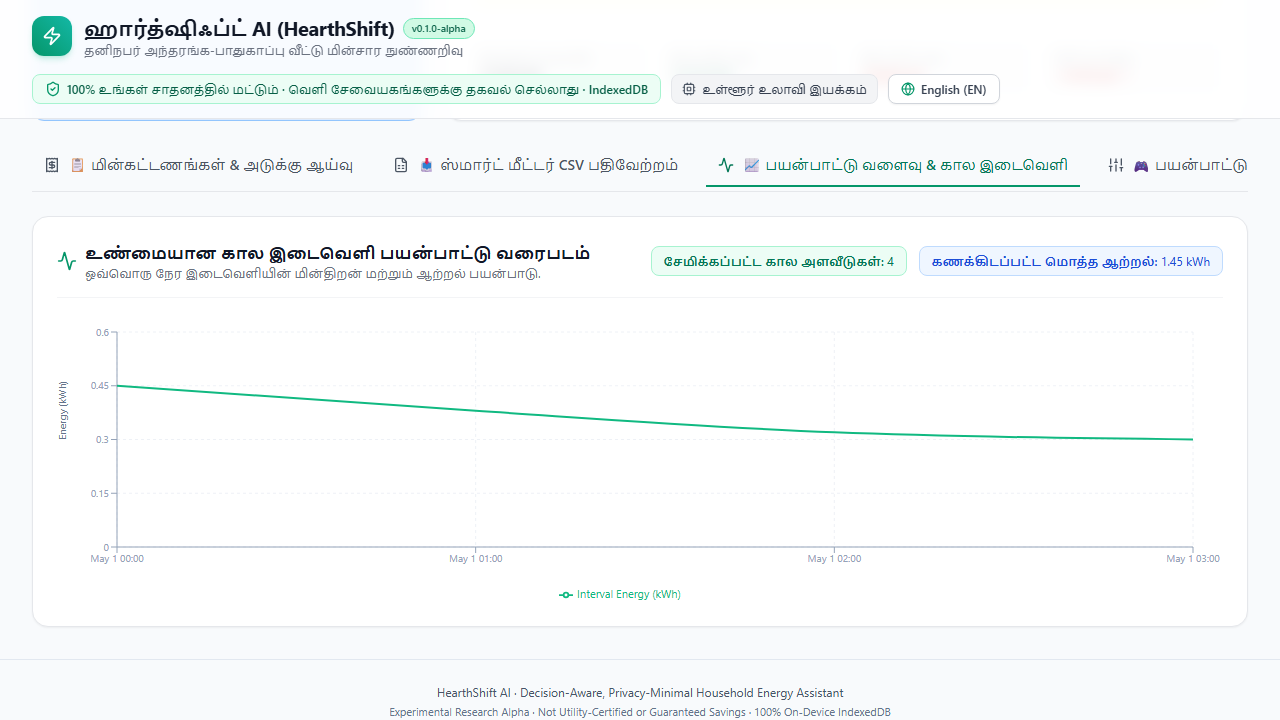 ஹார்த்ஷிஃப்ட் AI (HearthShift) v0.1.0-alpha
தனிநபர் அந்தரங்க-பாதுகாப்பு வீட்டு மின்சார நுண்ணறிவு
100% உங்கள் சாதனத்தில் மட்டும் · வெளி சேவையகங்களுக்கு தகவல் செல்லாது · IndexedDB
உள்ளூர் உலாவி இயக்கம்
English (EN)
📋 மின்கட்டணங்கள் & அடுக்கு ஆய்வு
📥 ஸ்மார்ட் மீட்டர் CSV பதிவேற்றம்
📈 பயன்பாட்டு வளைவு & கால இடைவெளி
🎮 பயன்பாட்டு
உண்மையான கால இடைவெளி பயன்பாட்டு வரைபடம்
ஒவ்வொரு நேர இடைவெளியின் மின்திறன் மற்றும் ஆற்றல் பயன்பாடு.
சேமிக்கப்பட்ட கால அளவீடுகள்: 4
கணக்கிடப்பட்ட மொத்த ஆற்றல்: 1.45 kWh
Energy (kWh)
0.6
0.45
0.3
0.15
0
May 1 00:00
May 1 01:00
May 1 02:00
May 1 03:00
Interval Energy (kWh)
HearthShift AI · Decision-Aware, Privacy-Minimal Household Energy Assistant
Experimental Research Alpha · Not Utility-Certified or Guaranteed Savings · 100% On-Device IndexedDB